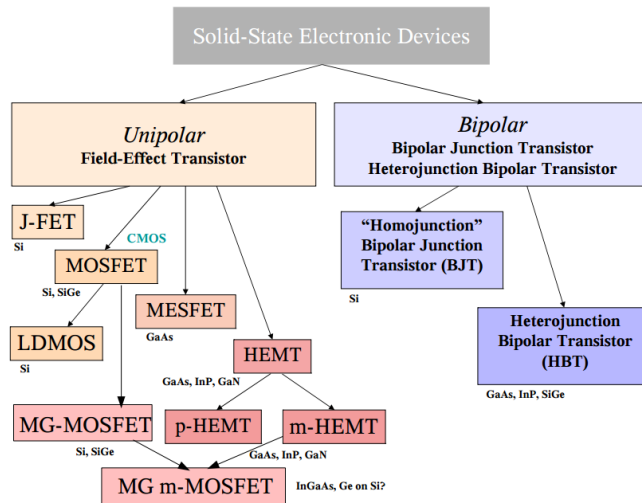 Solid-State Electronic Devices
Unipolar
Field-Effect Transistor
Bipolar
Bipolar Junction Transistor
Heterojunction Bipolar Transistor
J-FET
Si
CMOS
MOSFET
Si, SiGe
"Homojunction"
Bipolar Junction
Transistor (BJT)
Si
MESFET
GaAs
LDMOS
Si
HEMT
GaAs, InP, GaN
Heterojunction
Bipolar Transistor
(HBT)
GaAs, InP, SiGe
MG-MOSFET
Si, SiGe
p-HEMT
m-HEMT
GaAs, InP, GaN
MG m-MOSFET
InGaAs, Ge on Si?